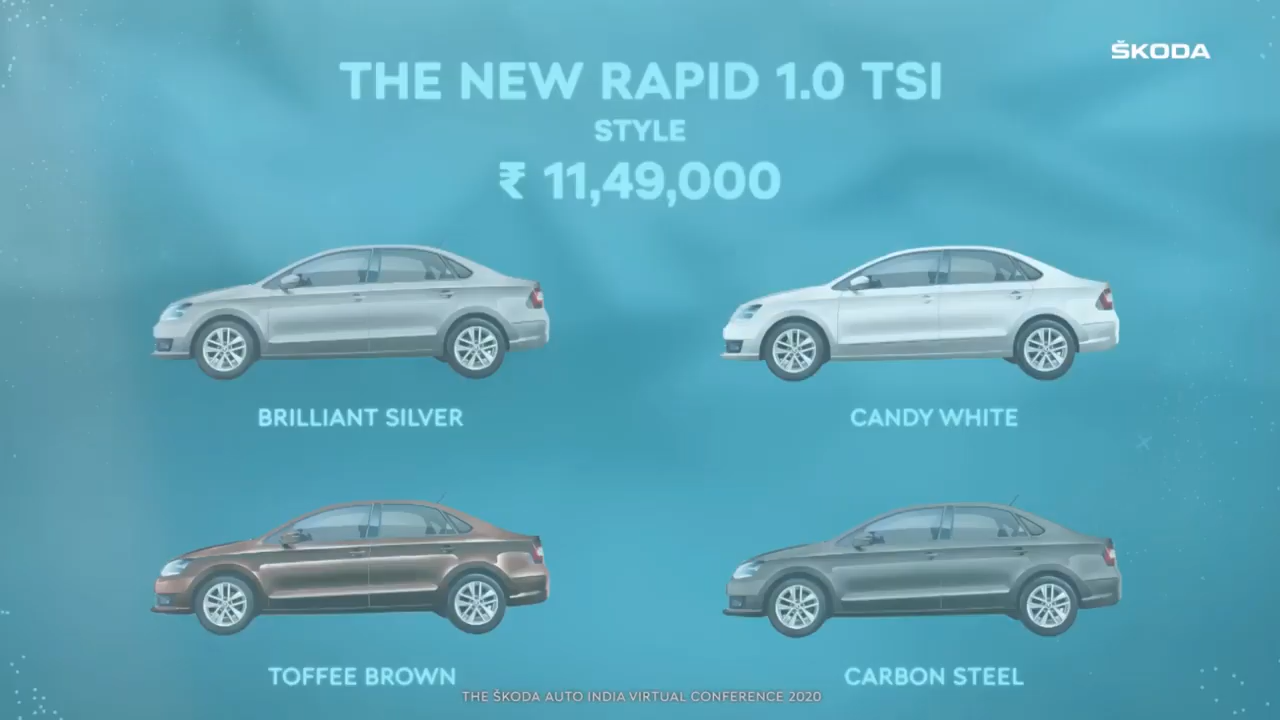 ŠKODA
THE NEW RAPID 1.0 TSI
STYLE
₹ 11,49,000
BRILLIANT SILVER
CANDY WHITE
TOFFEE BROWN
CARBON STEEL
THE ŠKODA AUTO INDIA VIRTUAL CONFERENCE 2020